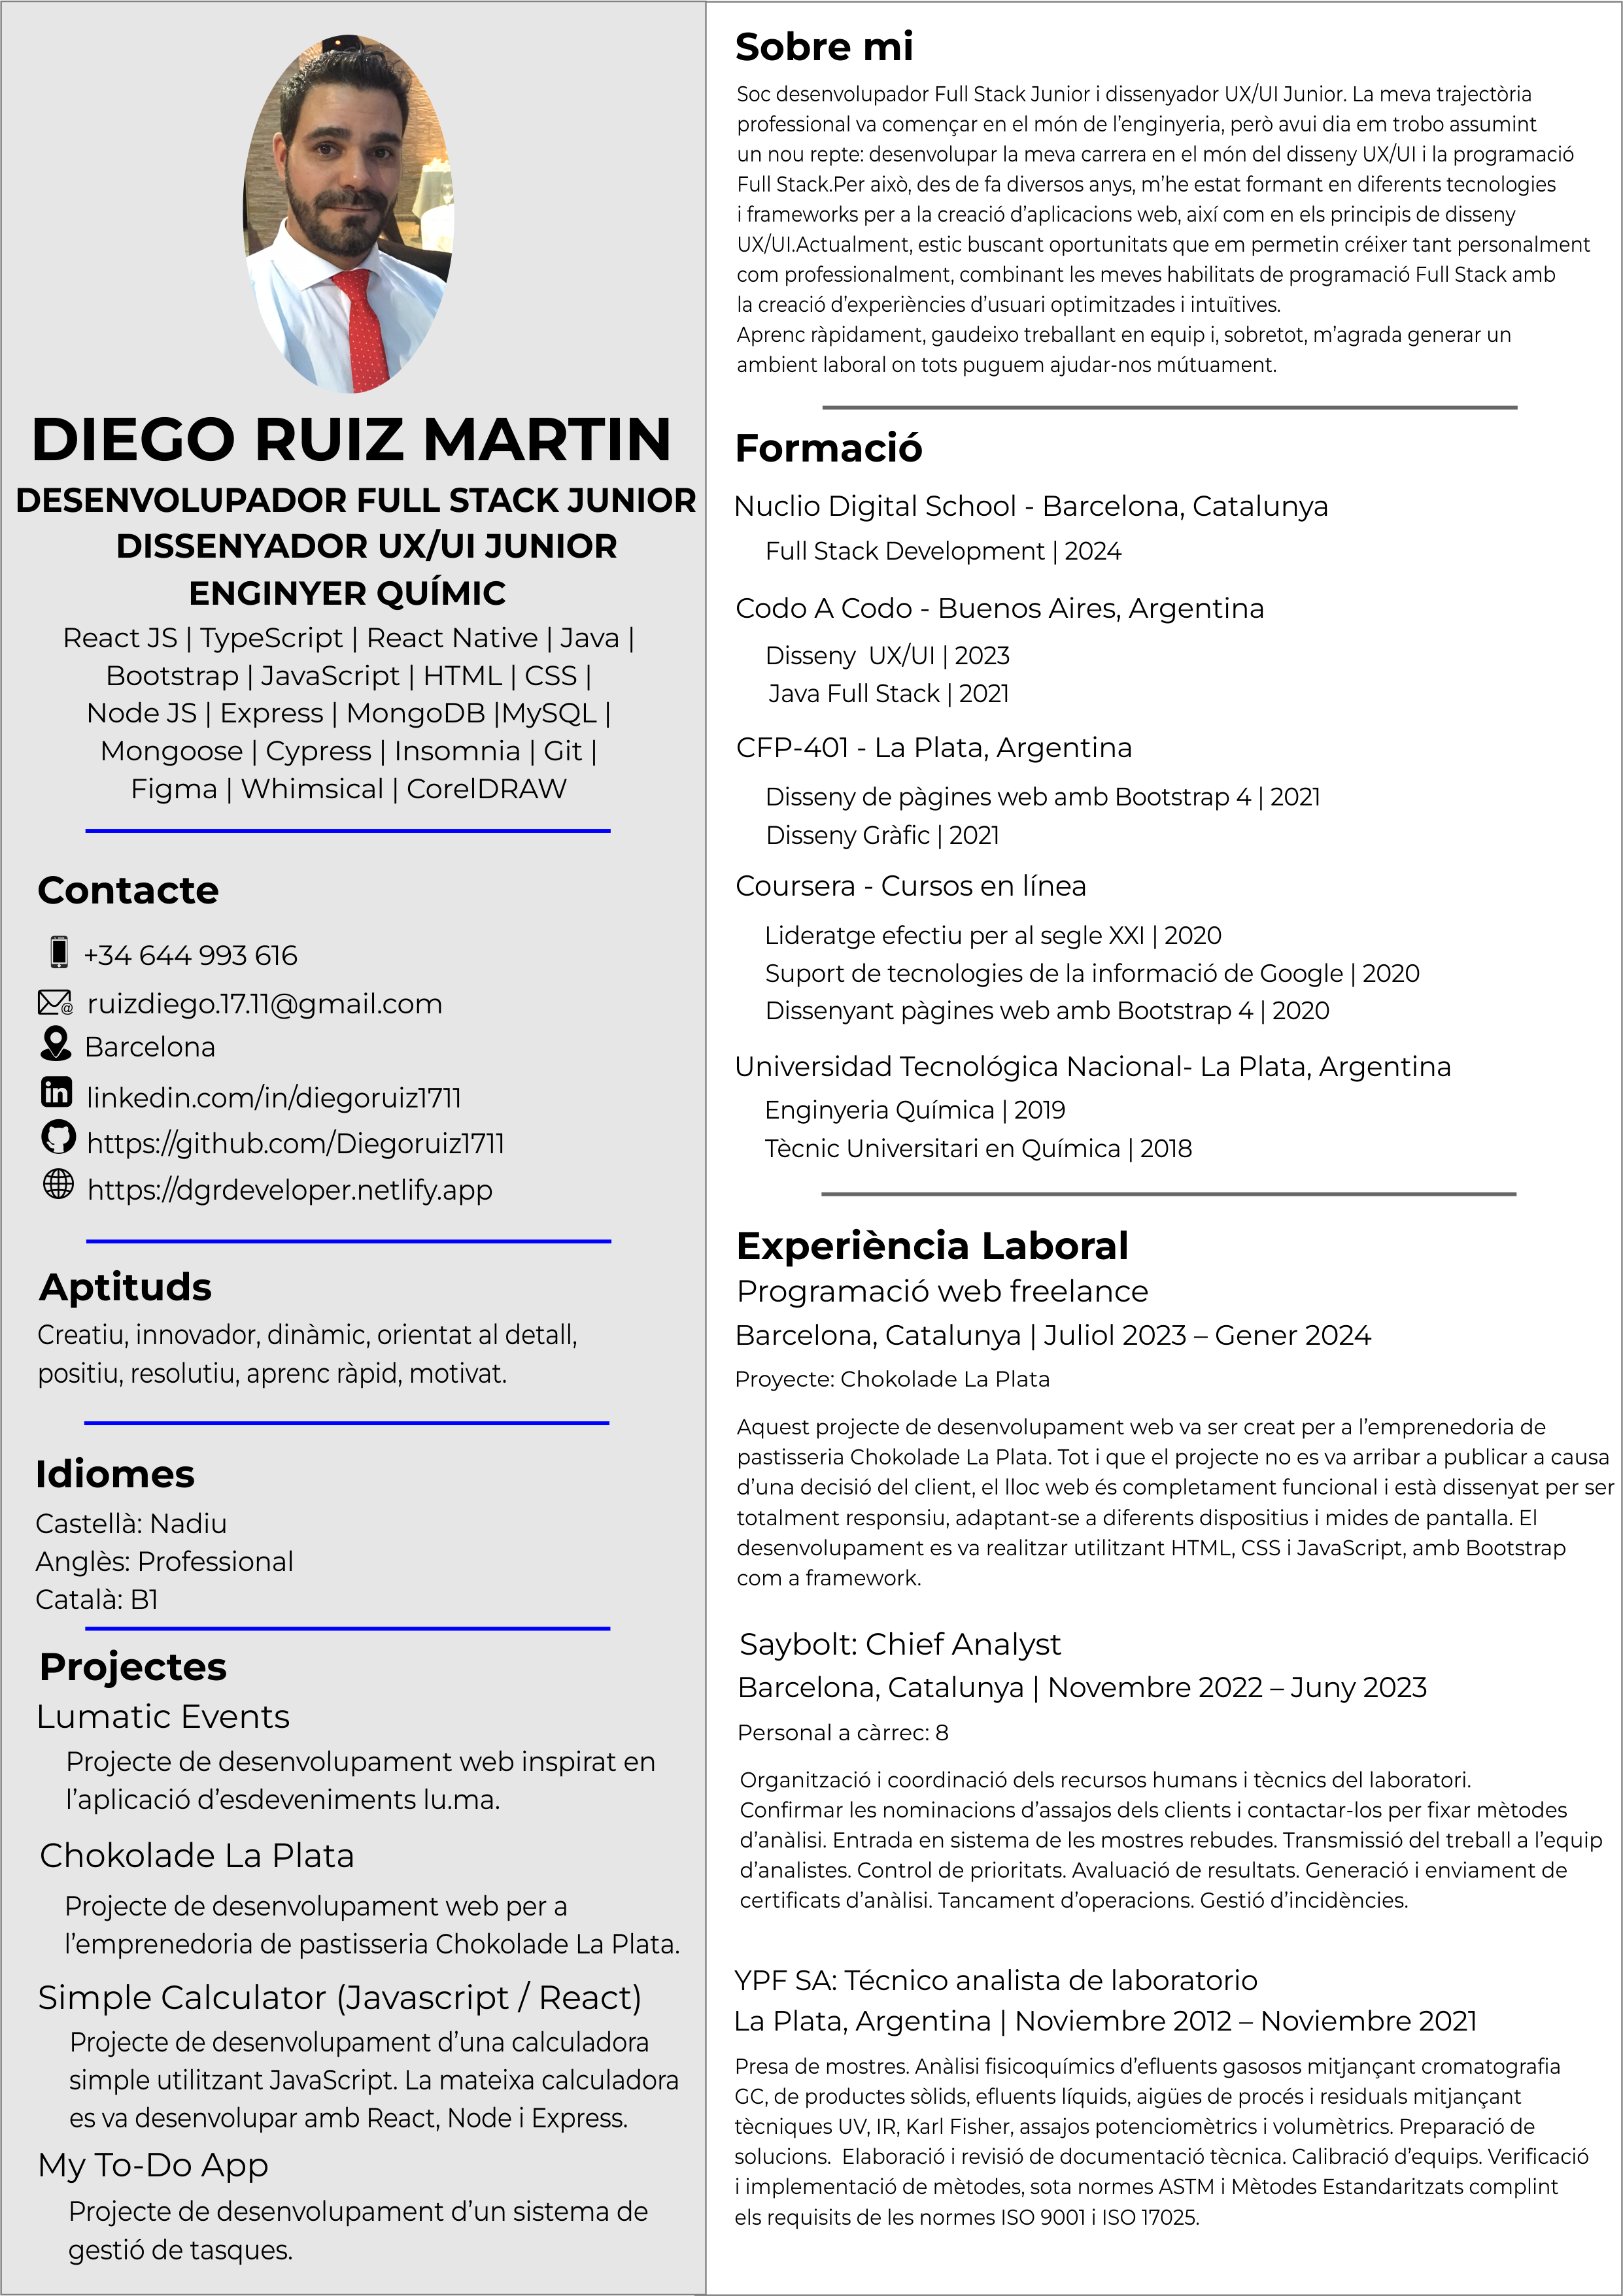 DIEGO RUIZ MARTIN
DESENVOLUPADOR FULL STACK JUNIOR
DISSENYADOR UX/UI JUNIOR
ENGINYER QUÍMIC
React JS | TypeScript | React Native | Java |
Bootstrap | JavaScript | HTML | CSS |
Node JS | Express | MongoDB |MySQL |
Mongoose | Cypress | Insomnia | Git |
Figma | Whimsical | CorelDRAW
Contacte
+34 644 993 616
ruizdiego.17.11@gmail.com
Barcelona
linkedin.com/in/diegoruiz1711
https://github.com/Diegoruiz1711
https://dgrdeveloper.netlify.app
Aptituds
Creatiu, innovador, dinàmic, orientat al detall,
positiu, resolutiu, aprenc ràpid, motivat.
Idiomes
Castellà: Nadiu
Anglès: Professional
Català: B1
Projectes
Lumatic Events
Projecte de desenvolupament web inspirat en
l’aplicació d’esdeveniments lu.ma.
Chokolade La Plata
Projecte de desenvolupament web per a
l’emprenedoria de pastisseria Chokolade La Plata.
Simple Calculator (Javascript / React)
Projecte de desenvolupament d’una calculadora
simple utilitzant JavaScript. La mateixa calculadora
es va desenvolupar amb React, Node i Express.
My To-Do App
Projecte de desenvolupament d’un sistema de
gestió de tasques.
Sobre mi
Soc desenvolupador Full Stack Junior i dissenyador UX/UI Junior. La meva trajectòria
professional va començar en el món de l’enginyeria, però avui dia em trobo assumint
un nou repte: desenvolupar la meva carrera en el món del disseny UX/UI i la programació
Full Stack.Per això, des de fa diversos anys, m’he estat formant en diferents tecnologies
i frameworks per a la creació d’aplicacions web, així com en els principis de disseny
UX/UI.Actualment, estic buscant oportunitats que em permetin créixer tant personalment
com professionalment, combinant les meves habilitats de programació Full Stack amb
la creació d’experiències d’usuari optimitzades i intuïtives.
Aprenc ràpidament, gaudeixo treballant en equip i, sobretot, m’agrada generar un
ambient laboral on tots puguem ajudar-nos mútuament.
Formació
Nuclio Digital School - Barcelona, Catalunya
Full Stack Development | 2024
Codo A Codo - Buenos Aires, Argentina
Disseny  UX/UI | 2023
Java Full Stack | 2021
CFP-401 - La Plata, Argentina
Disseny de pàgines web amb Bootstrap 4 | 2021
Disseny Gràfic | 2021
Coursera - Cursos en línea
Lideratge efectiu per al segle XXI | 2020
Suport de tecnologies de la informació de Google | 2020
Dissenyant pàgines web amb Bootstrap 4 | 2020
Universidad Tecnológica Nacional- La Plata, Argentina
Enginyeria Química | 2019
Tècnic Universitari en Química | 2018
Experiència Laboral
Programació web freelance
Barcelona, Catalunya | Juliol 2023 – Gener 2024
Proyecte: Chokolade La Plata
Aquest projecte de desenvolupament web va ser creat per a l’emprenedoria de
pastisseria Chokolade La Plata. Tot i que el projecte no es va arribar a publicar a causa
d’una decisió del client, el lloc web és completament funcional i està dissenyat per ser
totalment responsiu, adaptant-se a diferents dispositius i mides de pantalla. El
desenvolupament es va realitzar utilitzant HTML, CSS i JavaScript, amb Bootstrap
com a framework.
Saybolt: Chief Analyst
Barcelona, Catalunya | Novembre 2022 – Juny 2023
Personal a càrrec: 8
Organització i coordinació dels recursos humans i tècnics del laboratori.
Confirmar les nominacions d’assajos dels clients i contactar-los per fixar mètodes
d’anàlisi. Entrada en sistema de les mostres rebudes. Transmissió del treball a l’equip
d’analistes. Control de prioritats. Avaluació de resultats. Generació i enviament de
certificats d’anàlisi. Tancament d’operacions. Gestió d’incidències.
YPF SA: Técnico analista de laboratorio
La Plata, Argentina | Noviembre 2012 – Noviembre 2021
Presa de mostres. Anàlisi fisicoquímics d’efluents gasosos mitjançant cromatografia
GC, de productes sòlids, efluents líquids, aigües de procés i residuals mitjançant
tècniques UV, IR, Karl Fisher, assajos potenciomètrics i volumètrics. Preparació de
solucions.  Elaboració i revisió de documentació tècnica. Calibració d’equips. Verificació
i implementació de mètodes, sota normes ASTM i Mètodes Estandaritzats complint
els requisits de les normes ISO 9001 i ISO 17025.